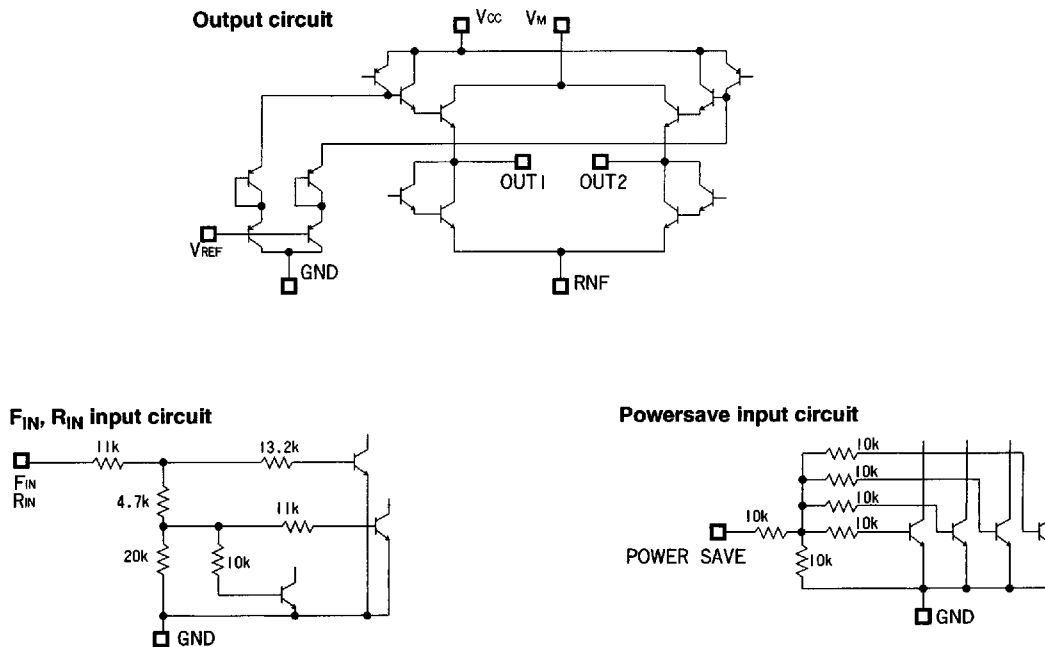 Output circuit
VCC
VM
OUT1
OUT2
VREF
GND
RNF
FIN, RIN input circuit
11k
13.2k
FIN
RIN
4.7k
11k
20k
10k
GND
Powersave input circuit
10k
10k
10k
10k
10k
POWER SAVE
10k
GND